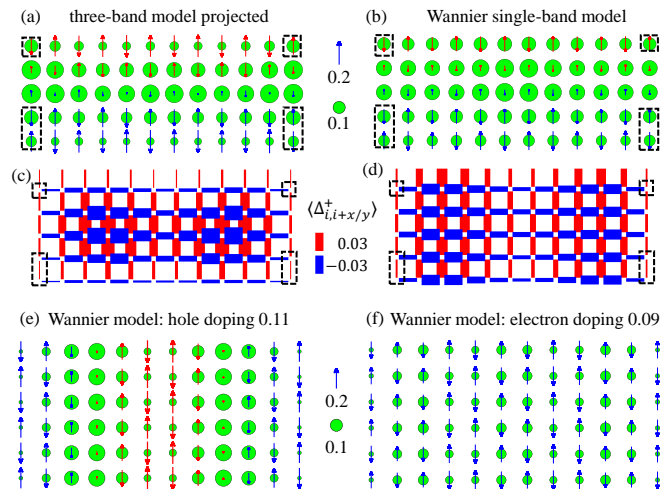 (a) three-band model projected
(b) Wannier single-band model
0.2
0.1
(c)
(d)
⟨Δ⁺ᵢ,ᵢ₊ₓ/ᵧ⟩
0.03
−0.03
(e) Wannier model: hole doping 0.11
(f) Wannier model: electron doping 0.09
0.2
0.1